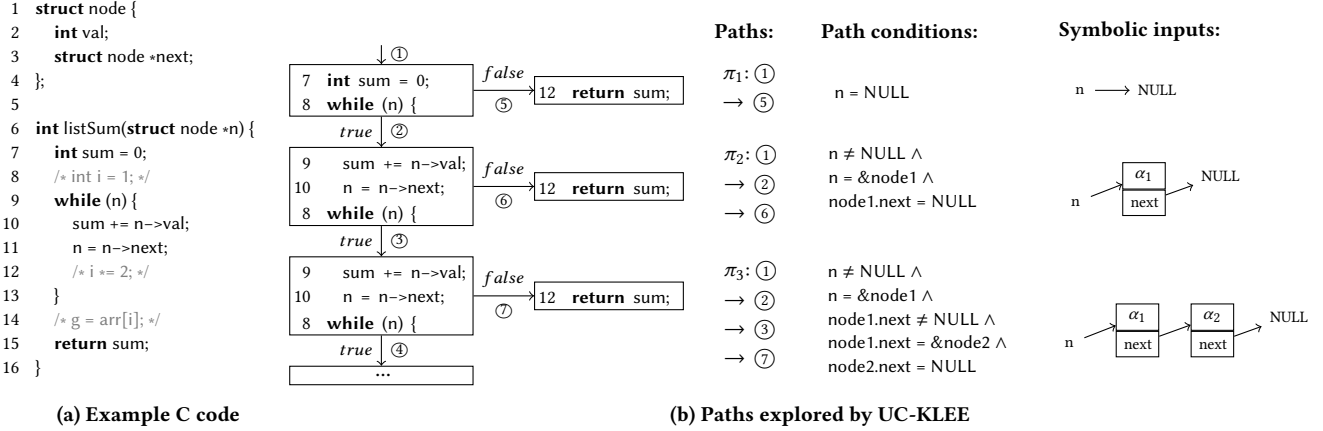 1 struct node {
2 int val;
3 struct node *next;
4 };
5
6 int listSum(struct node *n) {
7 int sum = 0;
8 /* int i = 1; */
9 while (n) {
10 sum += n->val;
11 n = n->next;
12 /* i *= 2; */
13 }
14 /* g = arr[i]; */
15 return sum;
16 }
(a) Example C code
①
7 int sum = 0;
8 while (n) {
false
⑤
12 return sum;
true ②
9 sum += n->val;
10 n = n->next;
8 while (n) {
false
⑥
12 return sum;
true ③
9 sum += n->val;
10 n = n->next;
8 while (n) {
false
⑦
12 return sum;
true ④
...
Paths:
π1: ①
→ ⑤
π2: ①
→ ②
→ ⑥
π3: ①
→ ②
→ ③
→ ⑦
Path conditions:
n = NULL
n ≠ NULL ∧
n = &node1 ∧
node1.next = NULL
n ≠ NULL ∧
n = &node1 ∧
node1.next ≠ NULL ∧
node1.next = &node2 ∧
node2.next = NULL
Symbolic inputs:
n → NULL
α1
NULL
n
next
α1 α2
NULL
n
next next
(b) Paths explored by UC-KLEE